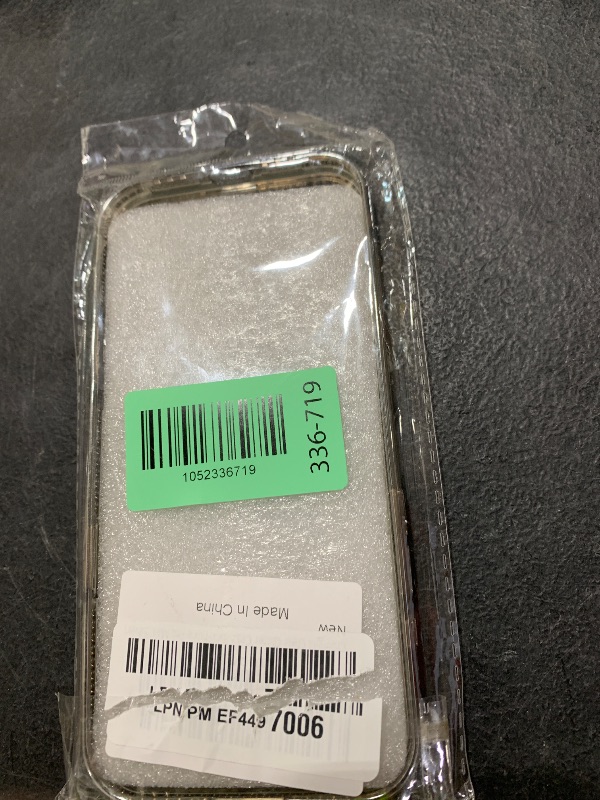 336-719
1052336719
Made In China
New
LPN PM EF449 7006